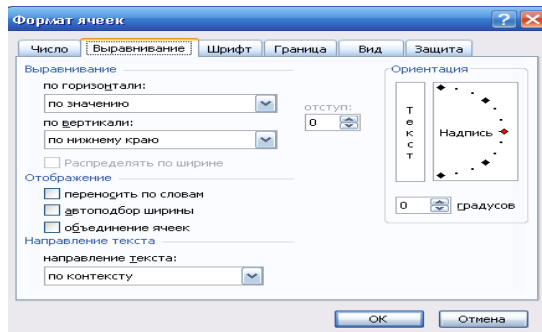 Формат ячеек
Число Выравнивание Шрифт Граница Вид Защита
Выравнивание
по горизонтали:
по значению
отступ:
0
по вертикали:
по нижнему краю
Распределять по ширине
Отображение
переносить по словам
автоподбор ширины
объединение ячеек
Направление текста
направление текста:
по контексту
Ориентация
Текст
Надпись
0 градусов
ОК Отмена